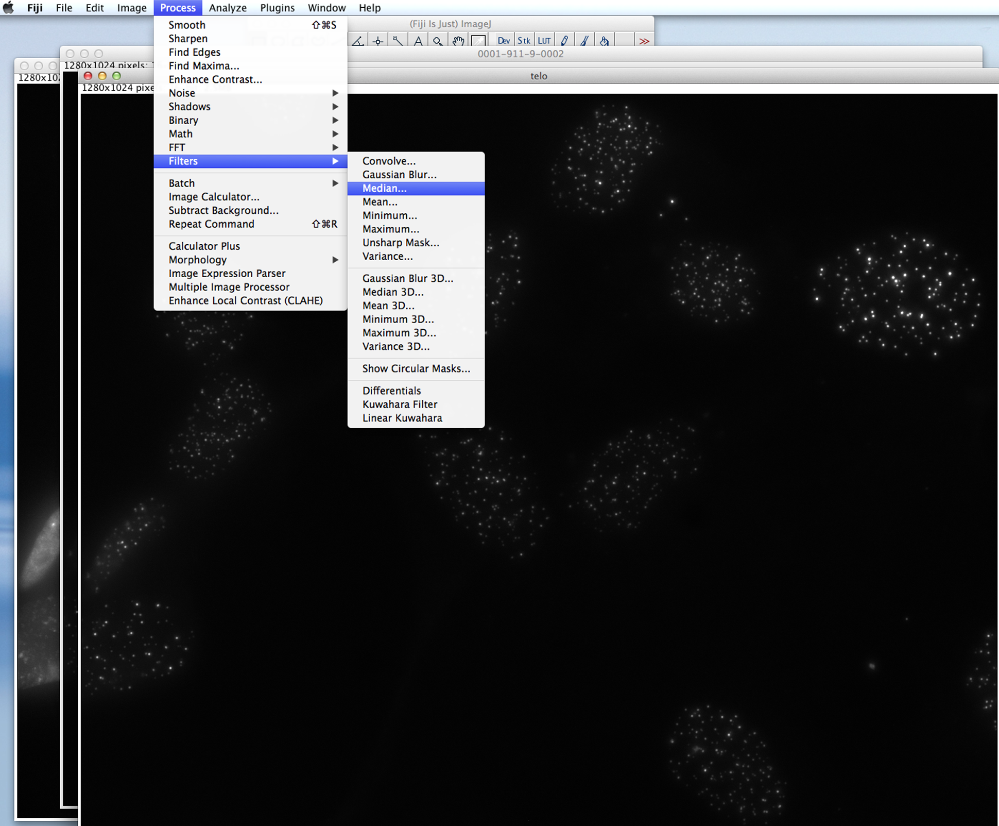 Fiji File Edit Image Process Analyze Plugins Window Help
(Fiji Is Just) ImageJ
A Dev Stk LUT >>
0001-911-9-0002
1280x1024 pixels:
1280x102
telo
1280x1024 pixe
Smooth ⇧⌘S
Sharpen
Find Edges
Find Maxima...
Enhance Contrast...
Noise
Shadows
Binary
Math
FFT
Filters
Batch
Image Calculator...
Subtract Background...
Repeat Command ⇧⌘R
Calculator Plus
Morphology
Image Expression Parser
Multiple Image Processor
Enhance Local Contrast (CLAHE)
Convolve...
Gaussian Blur...
Median...
Mean...
Minimum...
Maximum...
Unsharp Mask...
Variance...
Gaussian Blur 3D...
Median 3D...
Mean 3D...
Minimum 3D...
Maximum 3D...
Variance 3D...
Show Circular Masks...
Differentials
Kuwahara Filter
Linear Kuwahara